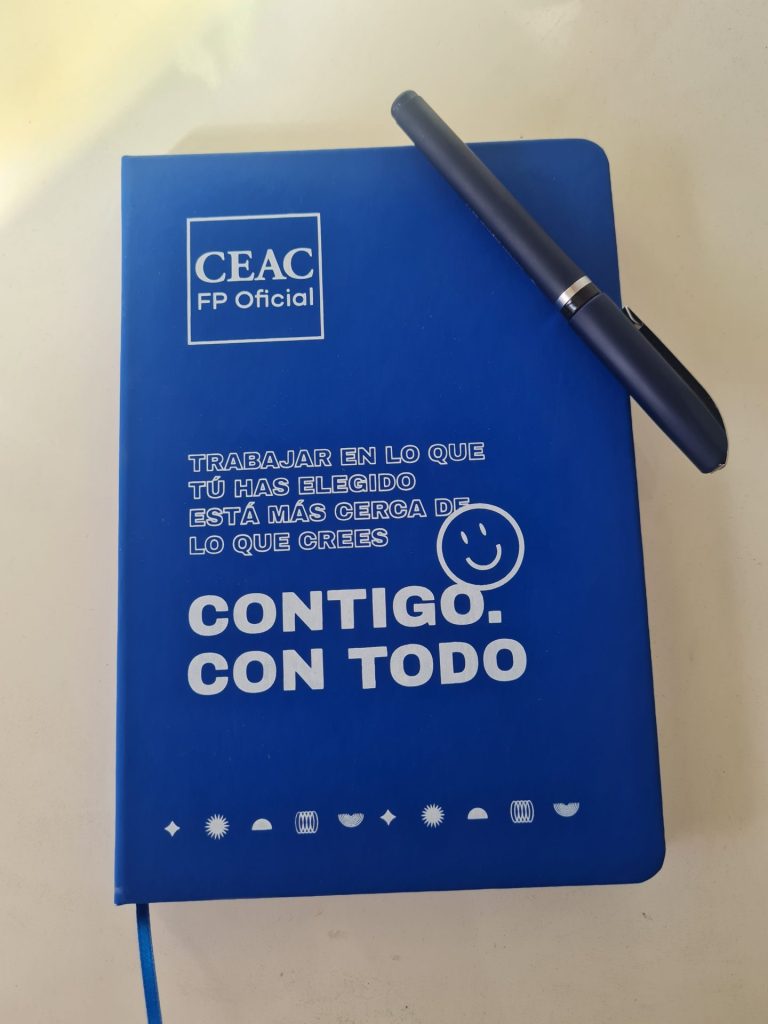 CEAC
FP Oficial
TRABAJAR EN LO QUE
TÚ HAS ELEGIDO
ESTÁ MÁS CERCA DE
LO QUE CREES
CONTIGO.
CON TODO